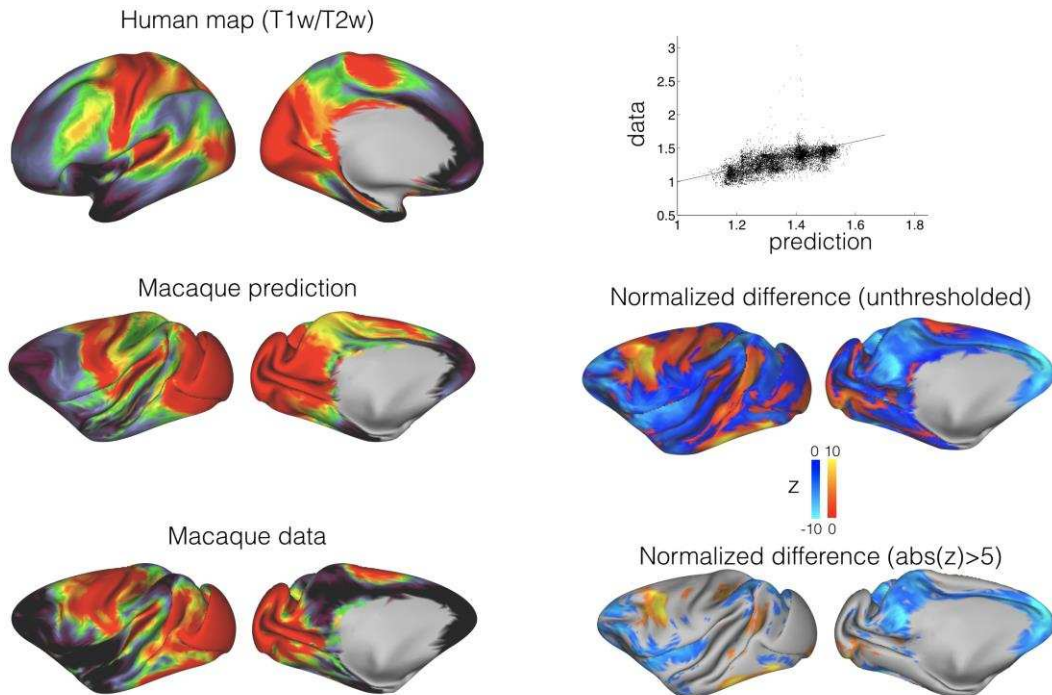 Human map (T1w/T2w)
3
2.5
2
1.5
1
0.5
data
1
1.2
1.4
1.6
1.8
prediction
Macaque prediction
Normalized difference (unthresholded)
0 10
Z
-10 0
Macaque data
Normalized difference (abs(z)>5)